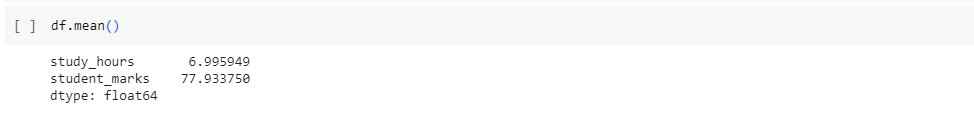 [ ] df.mean()
study_hours 6.995949
student_marks 77.933750
dtype: float64